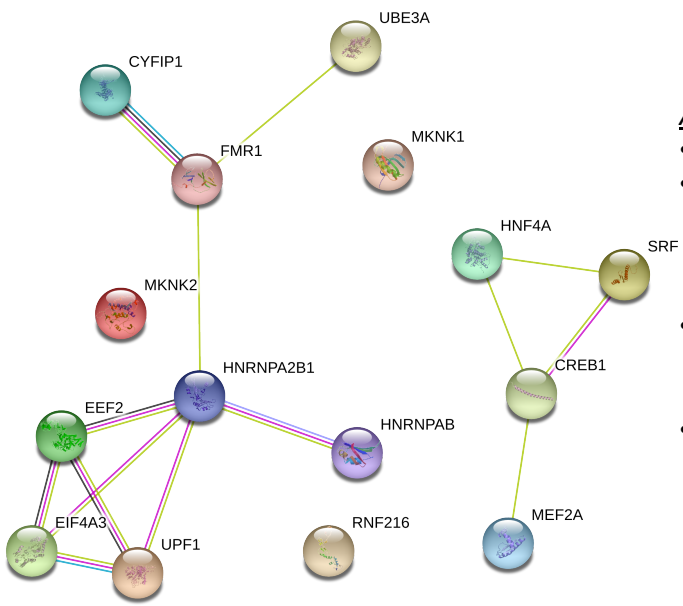 UBE3A
CYFIP1
MKNK1
FMR1
HNF4A
SRF
MKNK2
CREB1
HNRNPA2B1
EEF2
HNRNPAB
MEF2A
EIF4A3
RNF216
UPF1